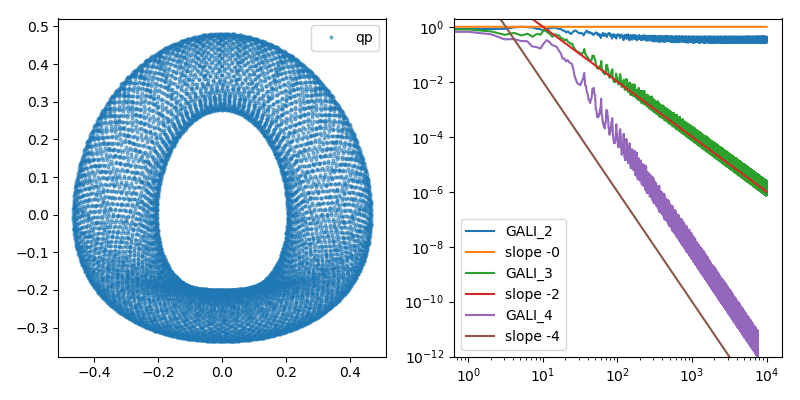 qp
0.5
0.4
0.3
0.2
0.1
0.0
−0.1
−0.2
−0.3
−0.4 −0.2 0.0 0.2 0.4
10^0
10^−2
10^−4
10^−6
10^−8
10^−10
10^−12
GALI_2
slope -0
GALI_3
slope -2
GALI_4
slope -4
10^0 10^1 10^2 10^3 10^4